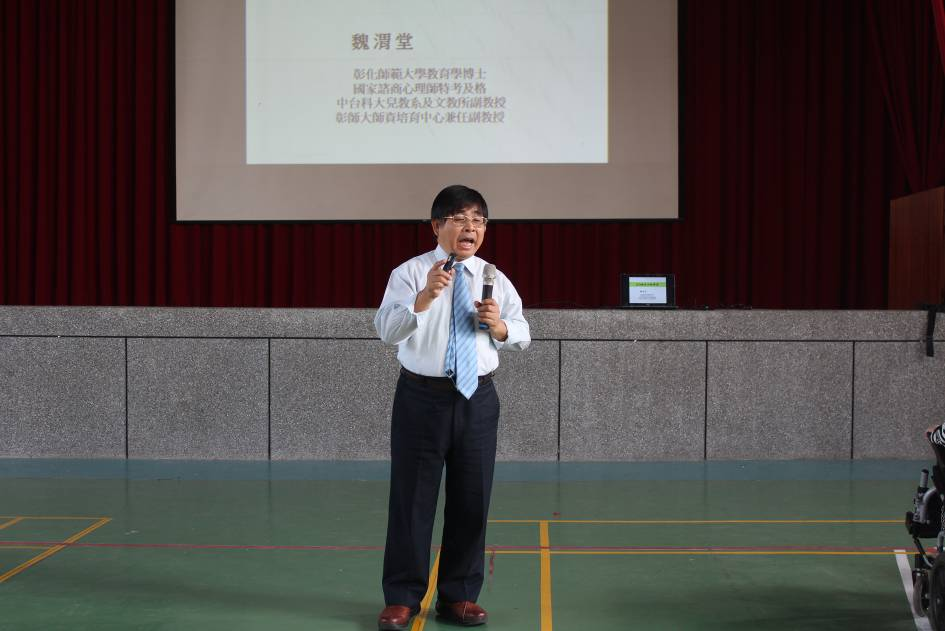 魏渭堂
彰化師範大學教育學博士
國家諮商心理師特考及格
中台科大兒教系及文教所副教授
彰師大師資培育中心兼任副教授